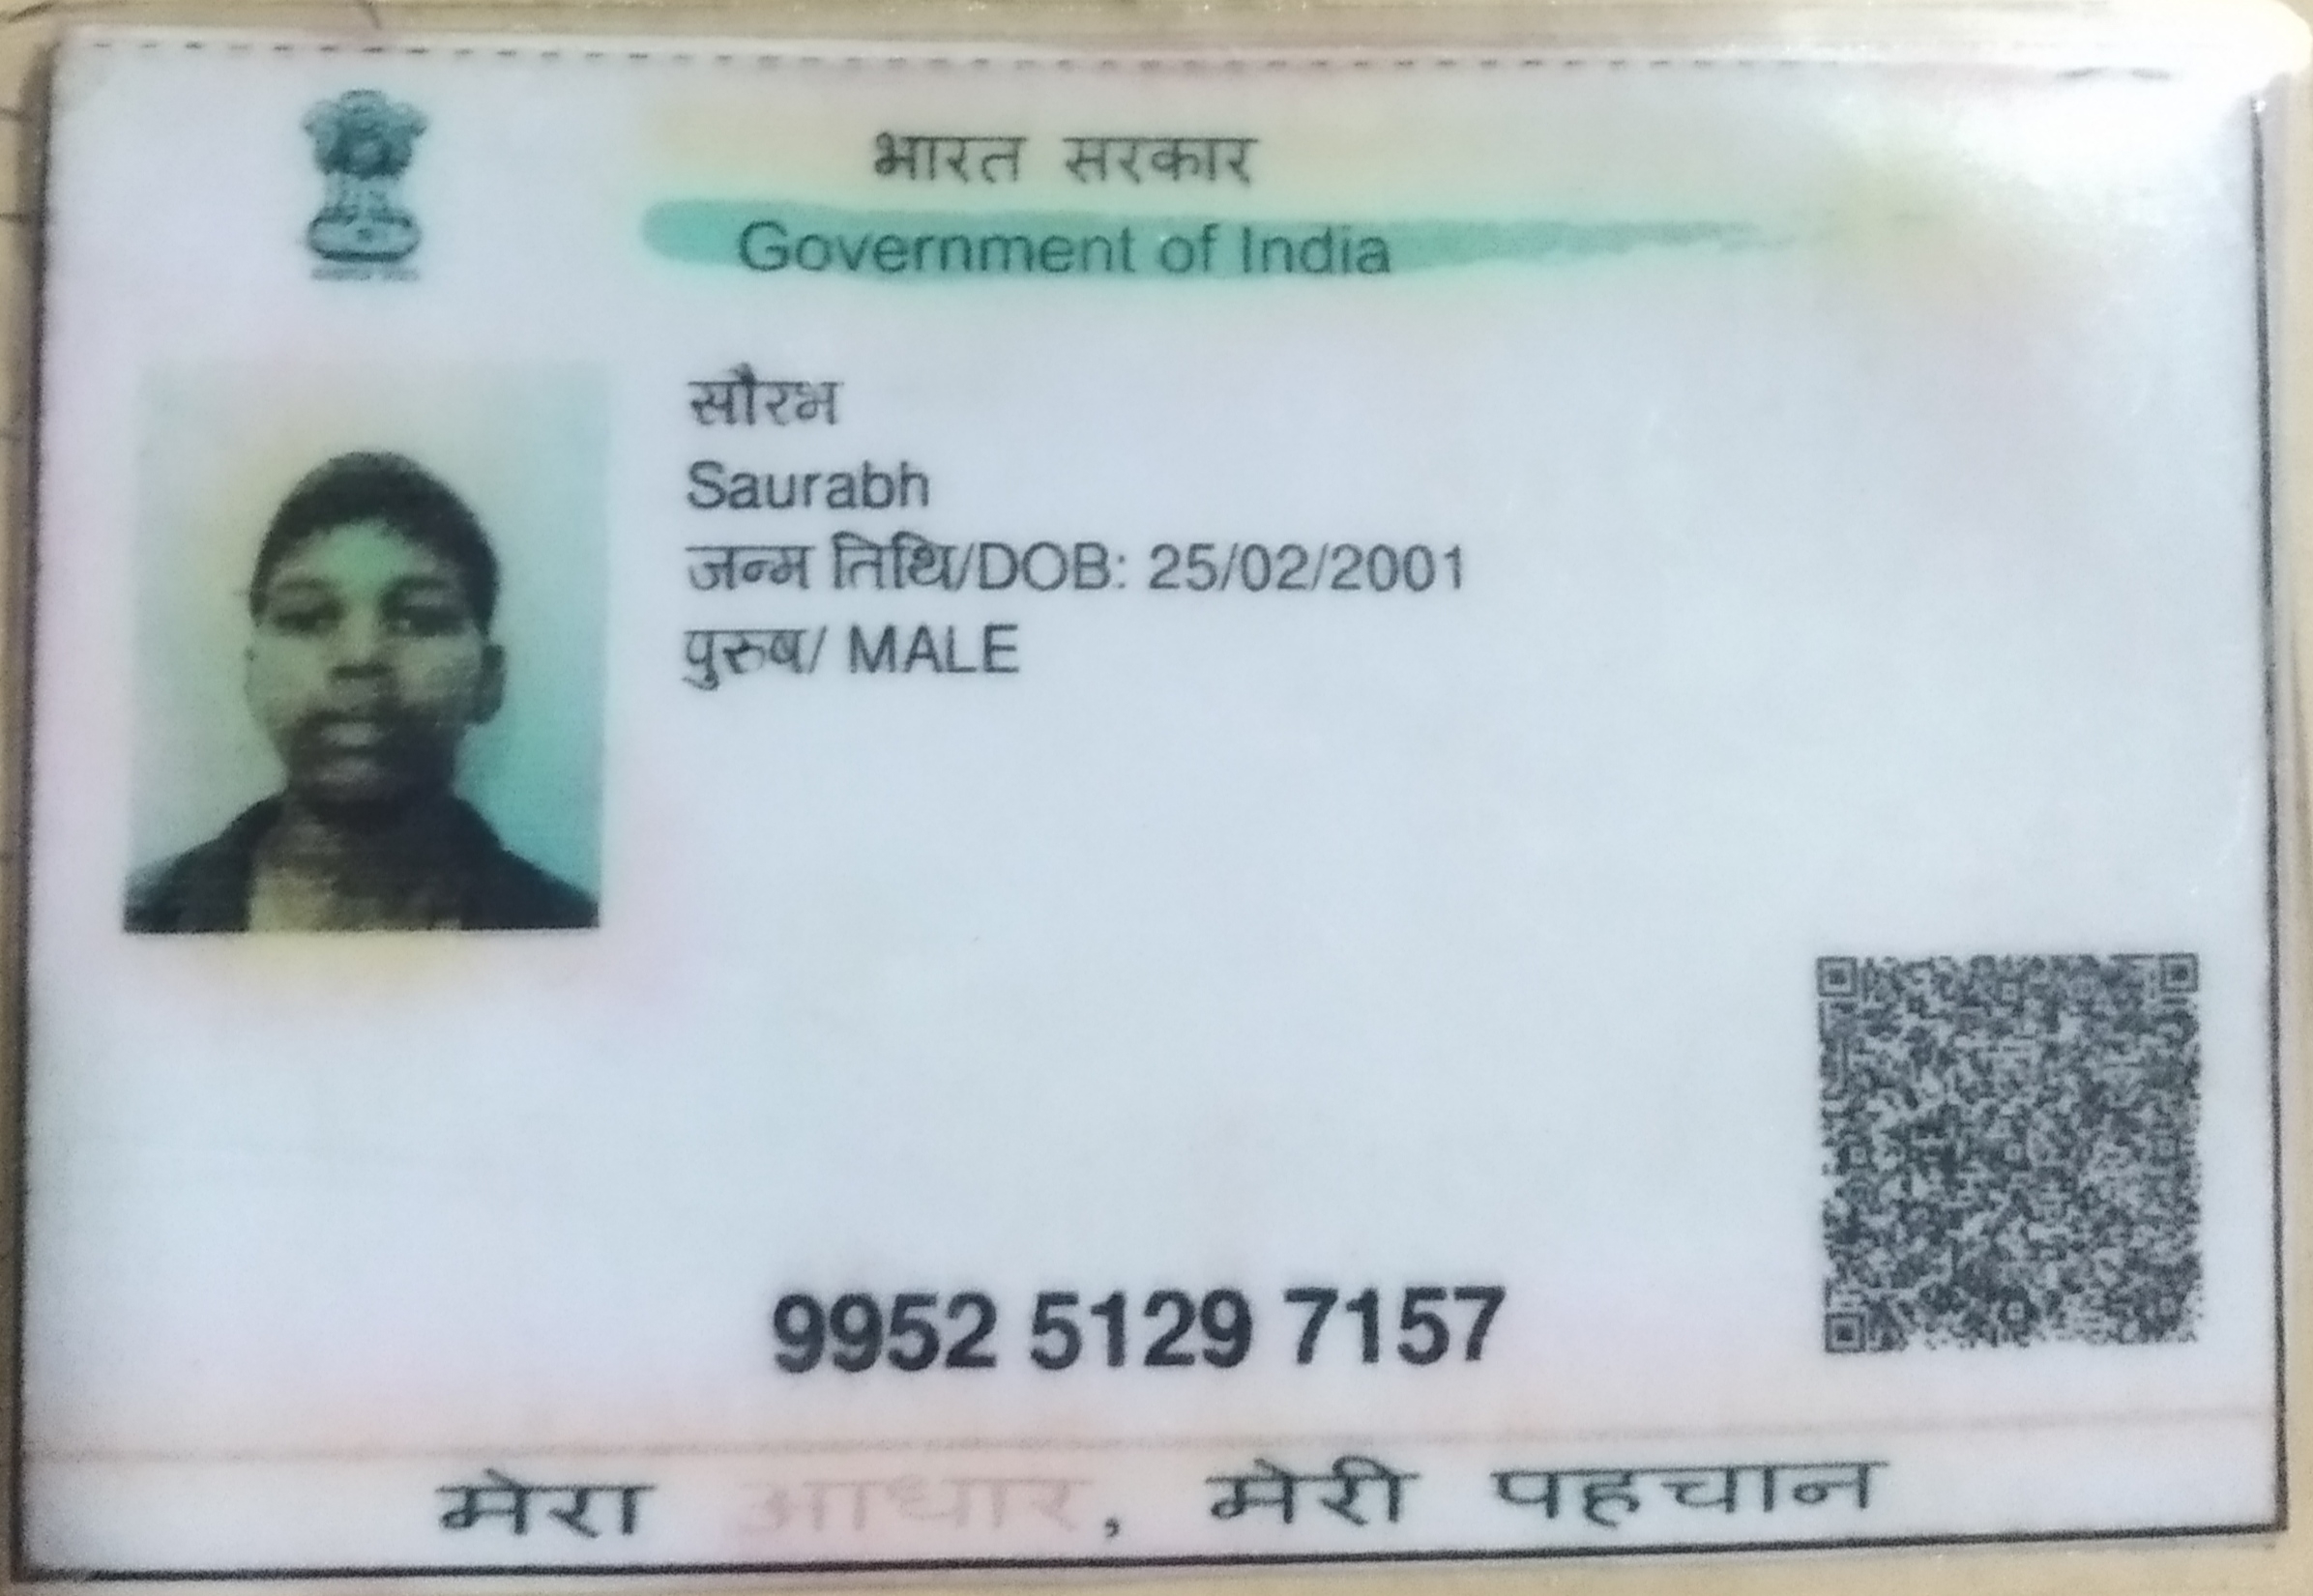 भारत सरकार
Government of India
सौरभ
Saurabh
जन्म तिथि/DOB: 25/02/2001
पुरुष/ MALE
9952 5129 7157
मेरा आधार, मेरी पहचान